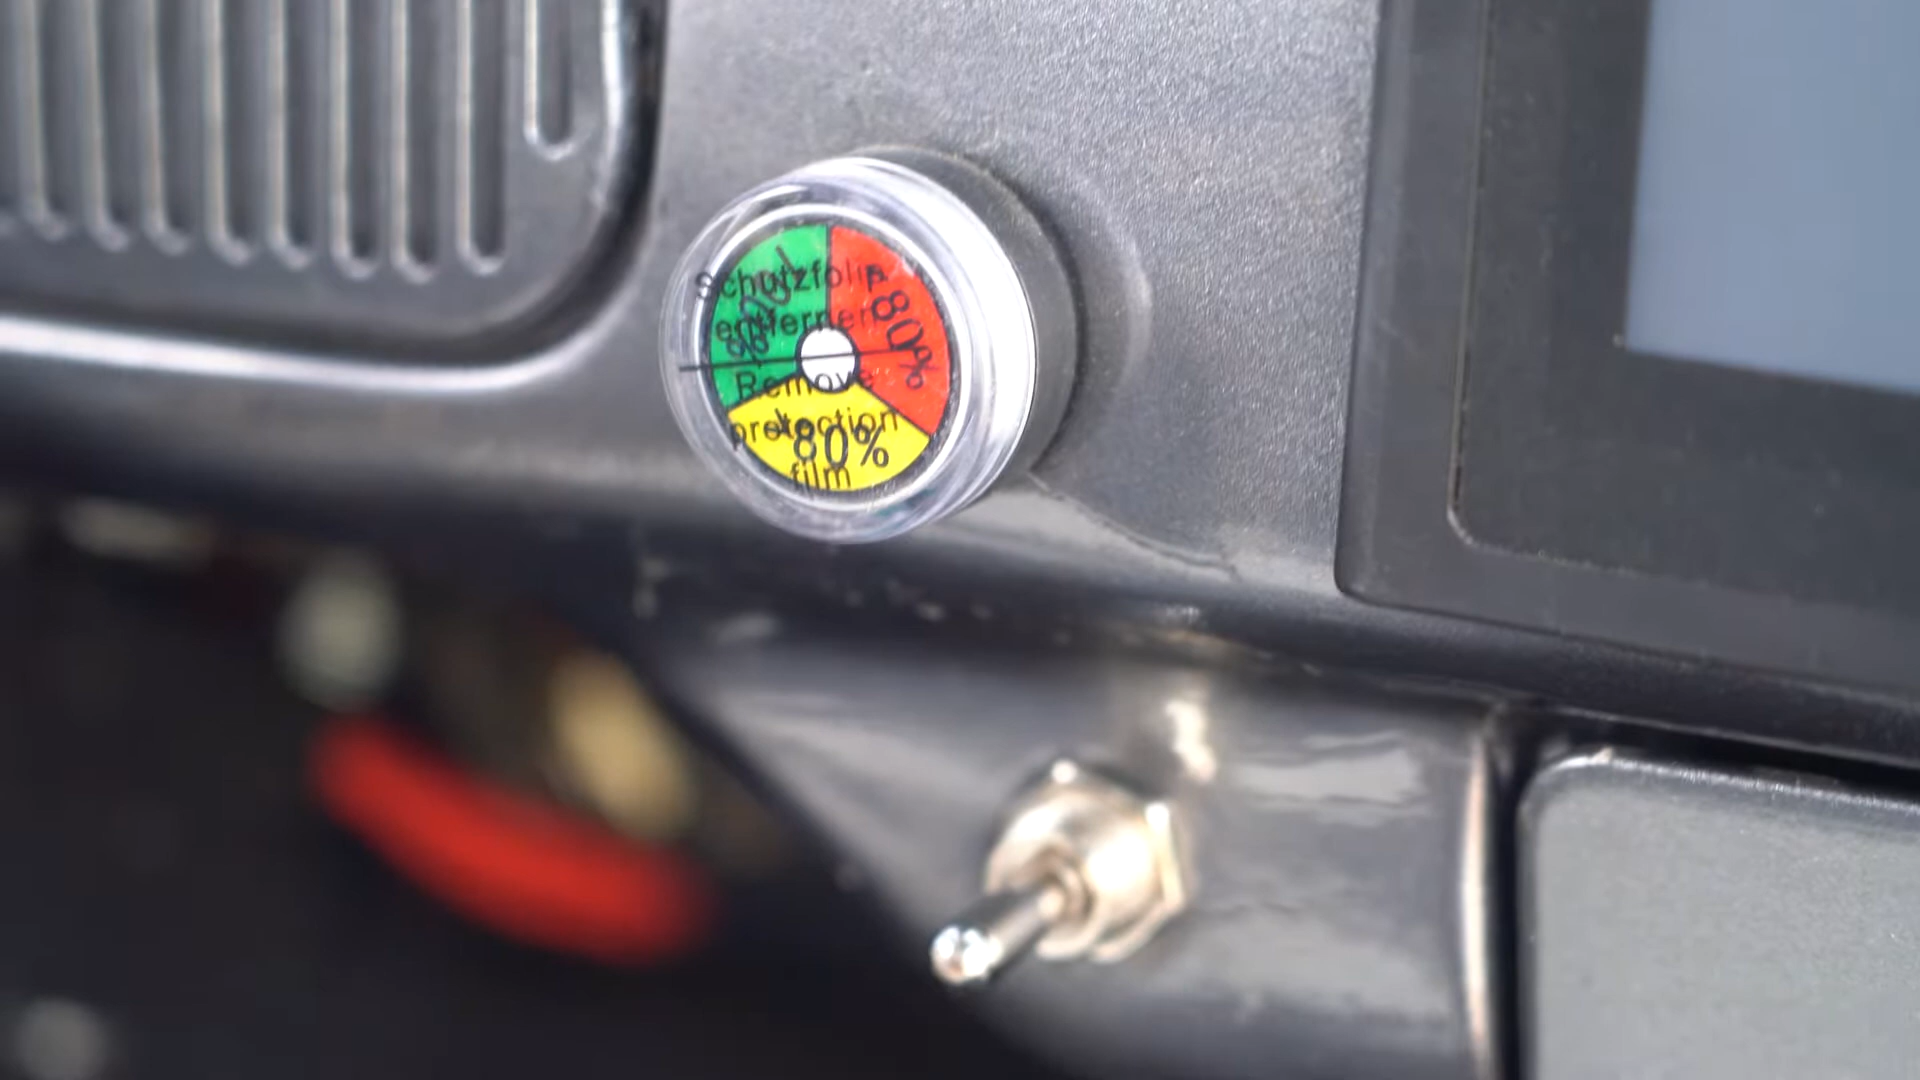 Schutzfolie
entfernen
Remove
protection
film
80%
80%